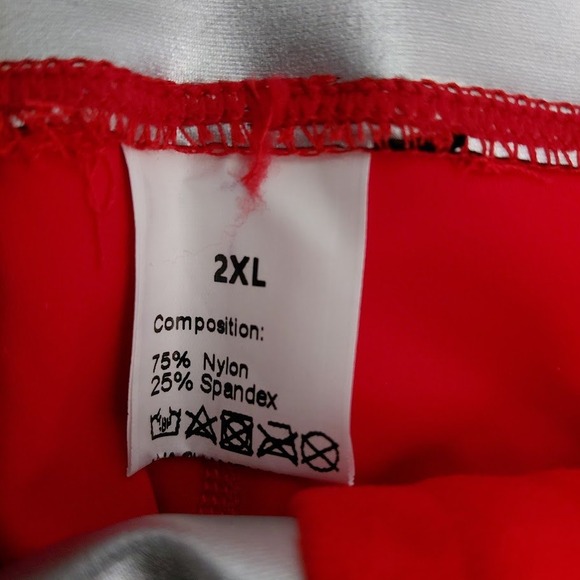 2XL
Composition:
75% Nylon
25% Spandex